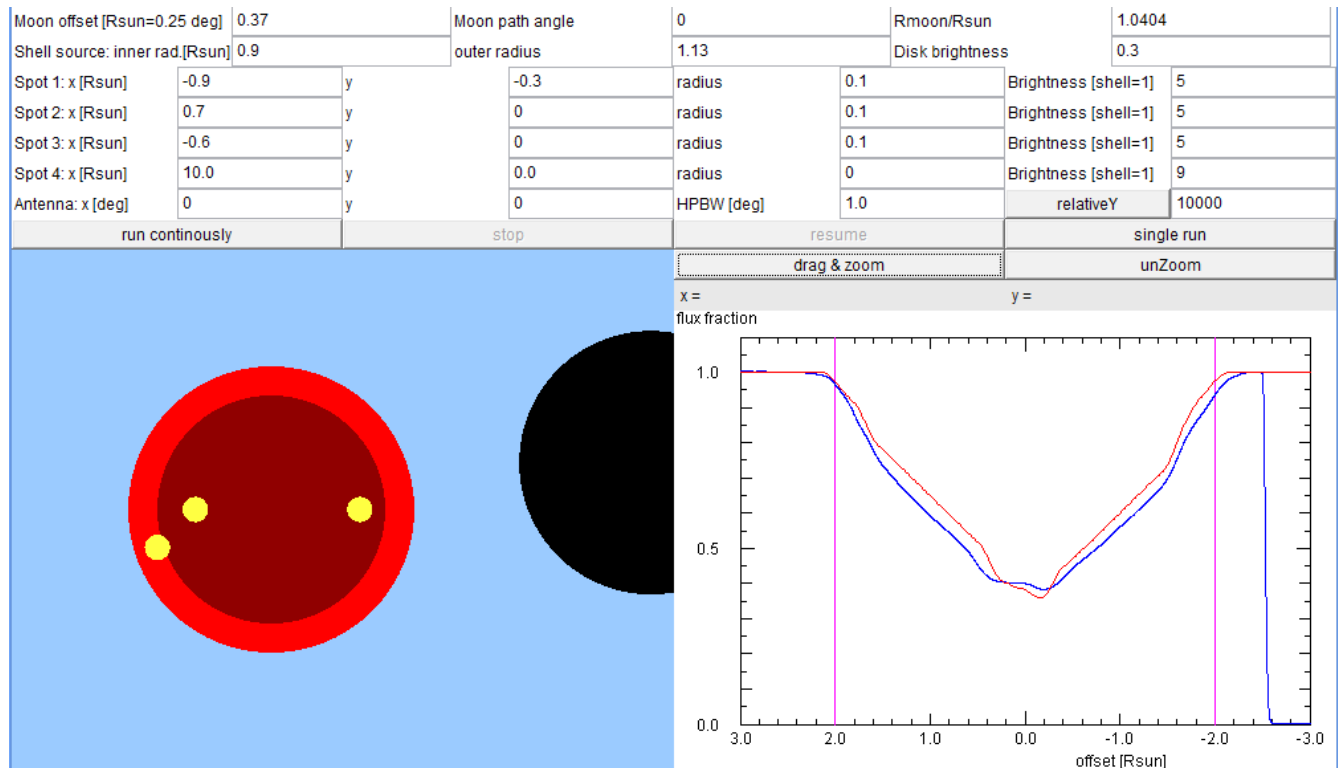 Moon offset [Rsun=0.25 deg] 0.37 Moon path angle 0 Rmoon/Rsun 1.0404
Shell source: inner rad.[Rsun] 0.9 outer radius 1.13 Disk brightness 0.3
Spot 1: x [Rsun] -0.9 y -0.3 radius 0.1 Brightness [shell=1] 5
Spot 2: x [Rsun] 0.7 y 0 radius 0.1 Brightness [shell=1] 5
Spot 3: x [Rsun] -0.6 y 0 radius 0.1 Brightness [shell=1] 5
Spot 4: x [Rsun] 10.0 y 0.0 radius 0 Brightness [shell=1] 9
Antenna: x [deg] 0 y 0 HPBW [deg] 1.0 relativeY 10000
run continously stop resume single run
drag & zoom unZoom
x = y =
flux fraction
1.0
0.5
0.0
3.0 2.0 1.0 0.0 -1.0 -2.0 -3.0
offset [Rsun]